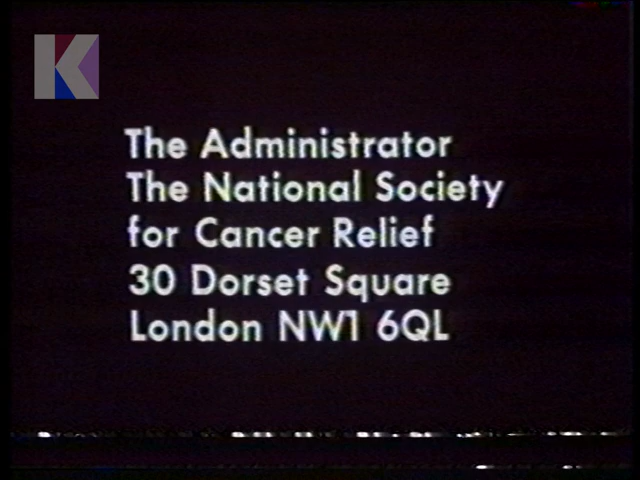 K
The Administrator
The National Society
for Cancer Relief
30 Dorset Square
London NW1 6QL